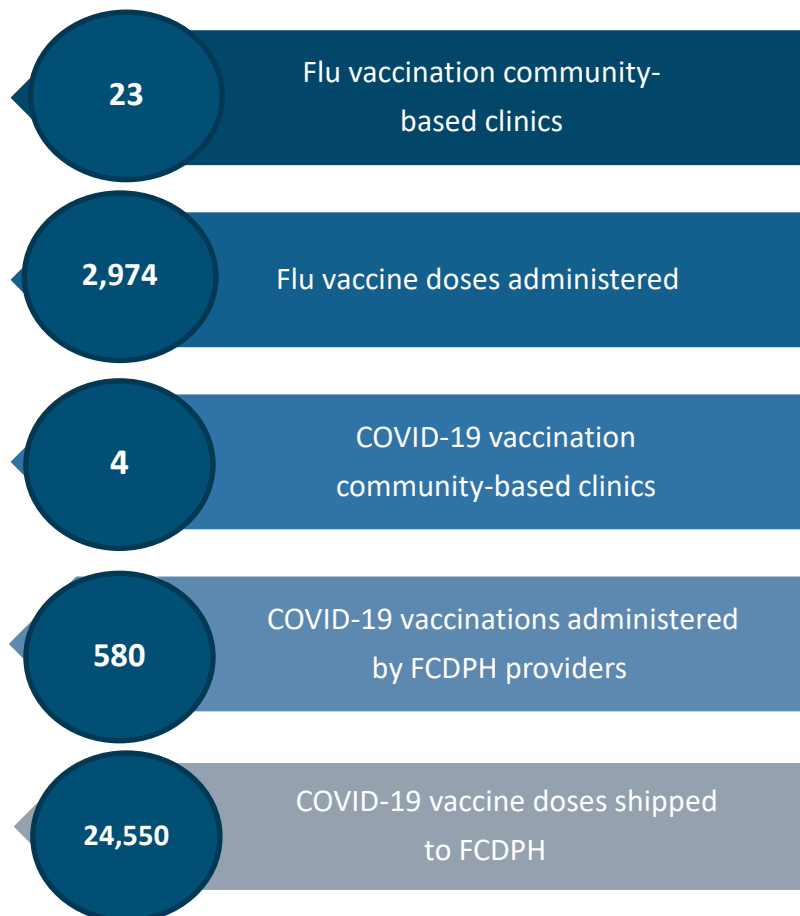 23
Flu vaccination community-
based clinics
2,974
Flu vaccine doses administered
4
COVID-19 vaccination
community-based clinics
580
COVID-19 vaccinations administered
by FCDPH providers
24,550
COVID-19 vaccine doses shipped
to FCDPH